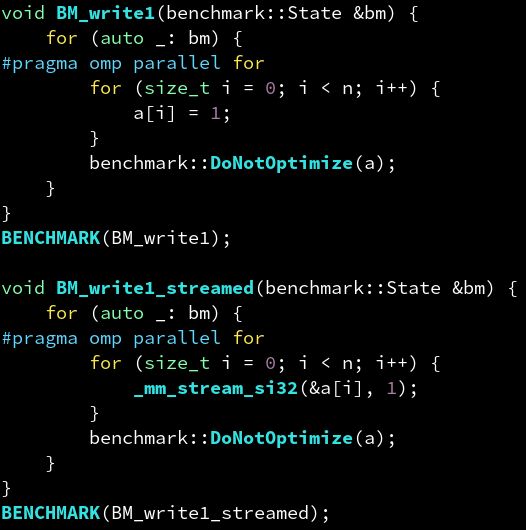 void BM_write1(benchmark::State &bm) {
    for (auto _: bm) {
#pragma omp parallel for
        for (size_t i = 0; i < n; i++) {
            a[i] = 1;
        }
        benchmark::DoNotOptimize(a);
    }
}
BENCHMARK(BM_write1);

void BM_write1_streamed(benchmark::State &bm) {
    for (auto _: bm) {
#pragma omp parallel for
        for (size_t i = 0; i < n; i++) {
            _mm_stream_si32(&a[i], 1);
        }
        benchmark::DoNotOptimize(a);
    }
}
BENCHMARK(BM_write1_streamed);